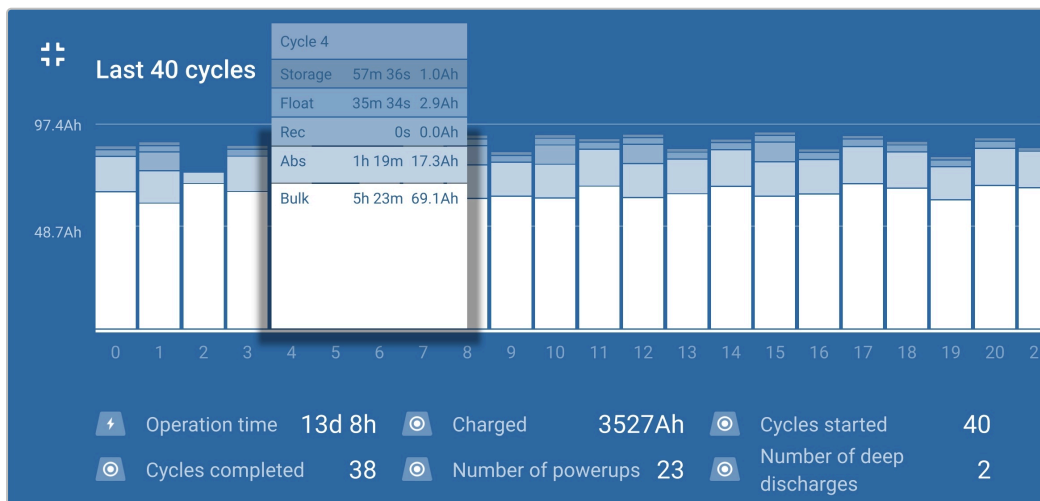 Cycle 4
Last 40 cycles
Storage 57m 36s 1.0Ah
Float 35m 34s 2.9Ah
97.4Ah
Rec 0s 0.0Ah
Abs 1h 19m 17.3Ah
Bulk 5h 23m 69.1Ah
48.7Ah
0 1 2 3 4 5 6 7 8 9 10 11 12 13 14 15 16 17 18 19 20 2
Operation time 13d 8h Charged 3527Ah Cycles started 40
Cycles completed 38 Number of powerups 23 Number of deep discharges 2